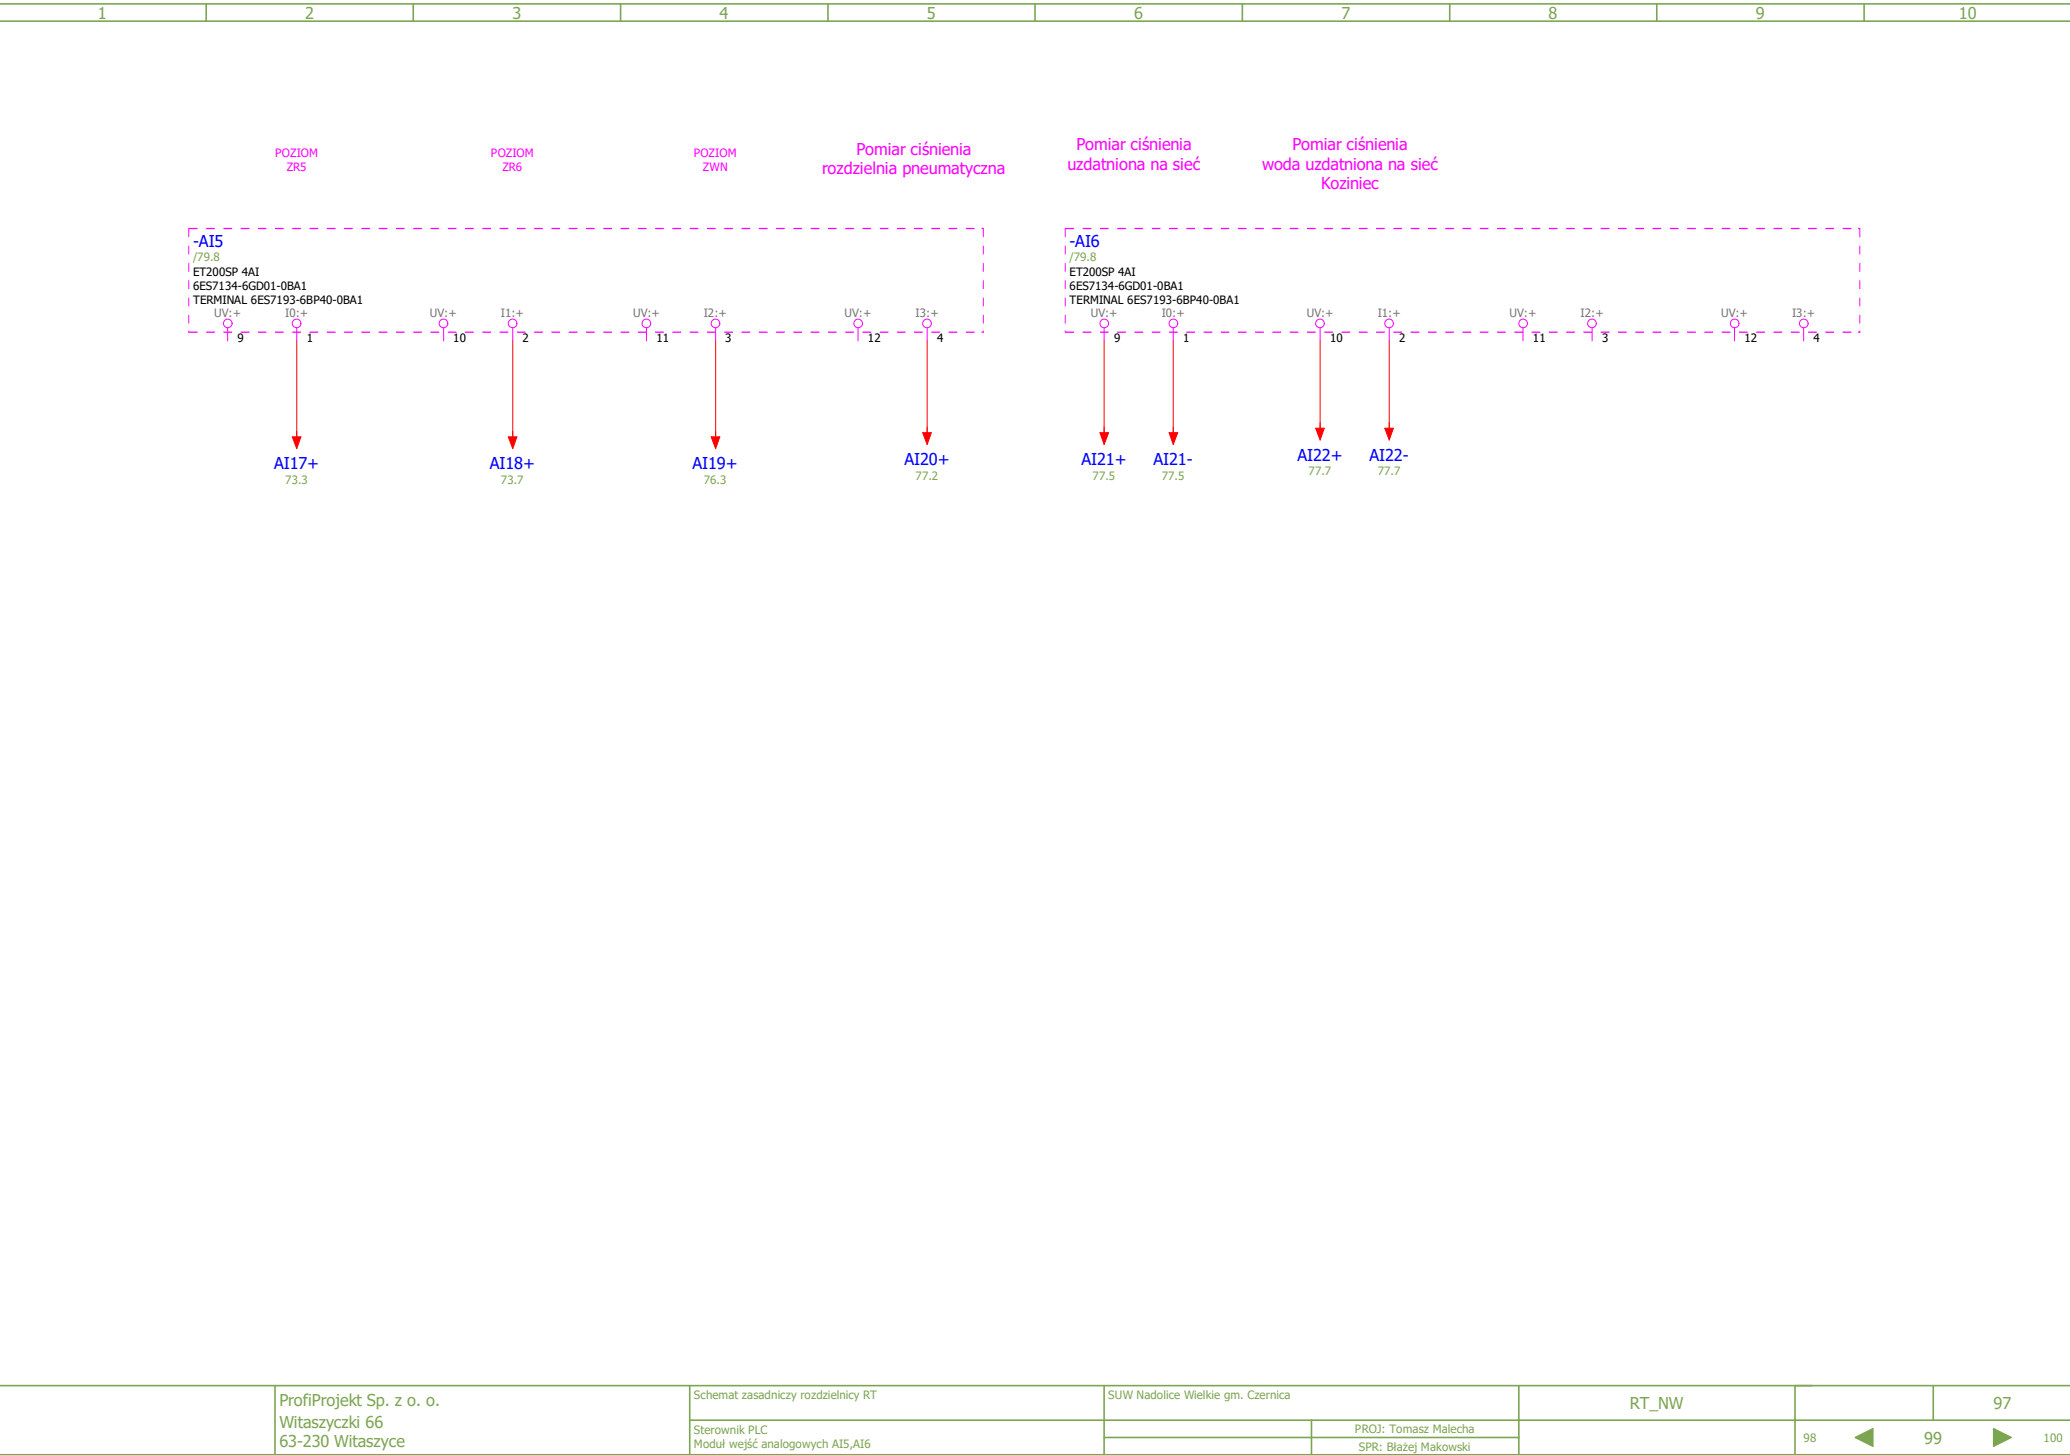 1 2 3 4 5 6 7 8 9 10
POZIOM
ZR5
POZIOM
ZR6
POZIOM
ZWN
Pomiar ciśnienia
rozdzielnia pneumatyczna
Pomiar ciśnienia
uzdatniona na sieć
Pomiar ciśnienia
woda uzdatniona na sieć
Koziniec
-AI5
/79.8
ET200SP 4AI
6ES7134-6GD01-0BA1
TERMINAL 6ES7193-6BP40-0BA1
UV:+ I0:+ UV:+ I1:+ UV:+ I2:+ UV:+ I3:+
9 1 10 2 11 3 12 4
AI17+ AI18+ AI19+ AI20+
73.3 73.7 76.3 77.2
-AI6
/79.8
ET200SP 4AI
6ES7134-6GD01-0BA1
TERMINAL 6ES7193-6BP40-0BA1
UV:+ I0:+ UV:+ I1:+ UV:+ I2:+ UV:+ I3:+
9 1 10 2 11 3 12 4
AI21+ AI21- AI22+ AI22-
77.5 77.5 77.7 77.7
ProfiProjekt Sp. z o. o.
Witaszyczki 66
63-230 Witaszyce
Schemat zasadniczy rozdzielnicy RT
Sterownik PLC
Moduł wejść analogowych AI5,AI6
SUW Nadolice Wielkie gm. Czernica
PROJ: Tomasz Malecha
SPR: Błażej Makowski
RT_NW
97
98 99 100